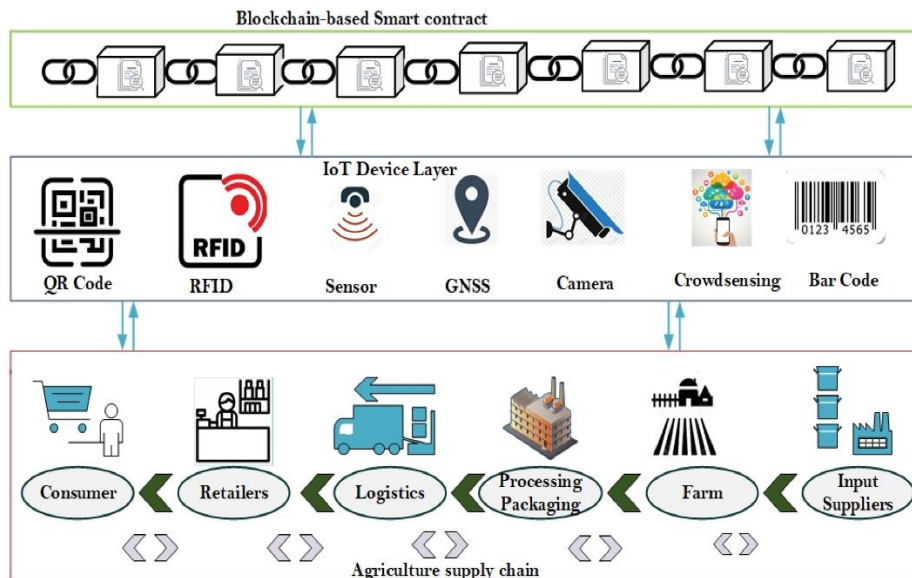 Blockchain-based Smart contract
IoT Device Layer
RFID
0123 4565
QR Code
RFID
Sensor
GNSS
Camera
Crowdsensing
Bar Code
Consumer
Retailers
Logistics
Processing
Packaging
Farm
Input
Suppliers
Agriculture supply chain